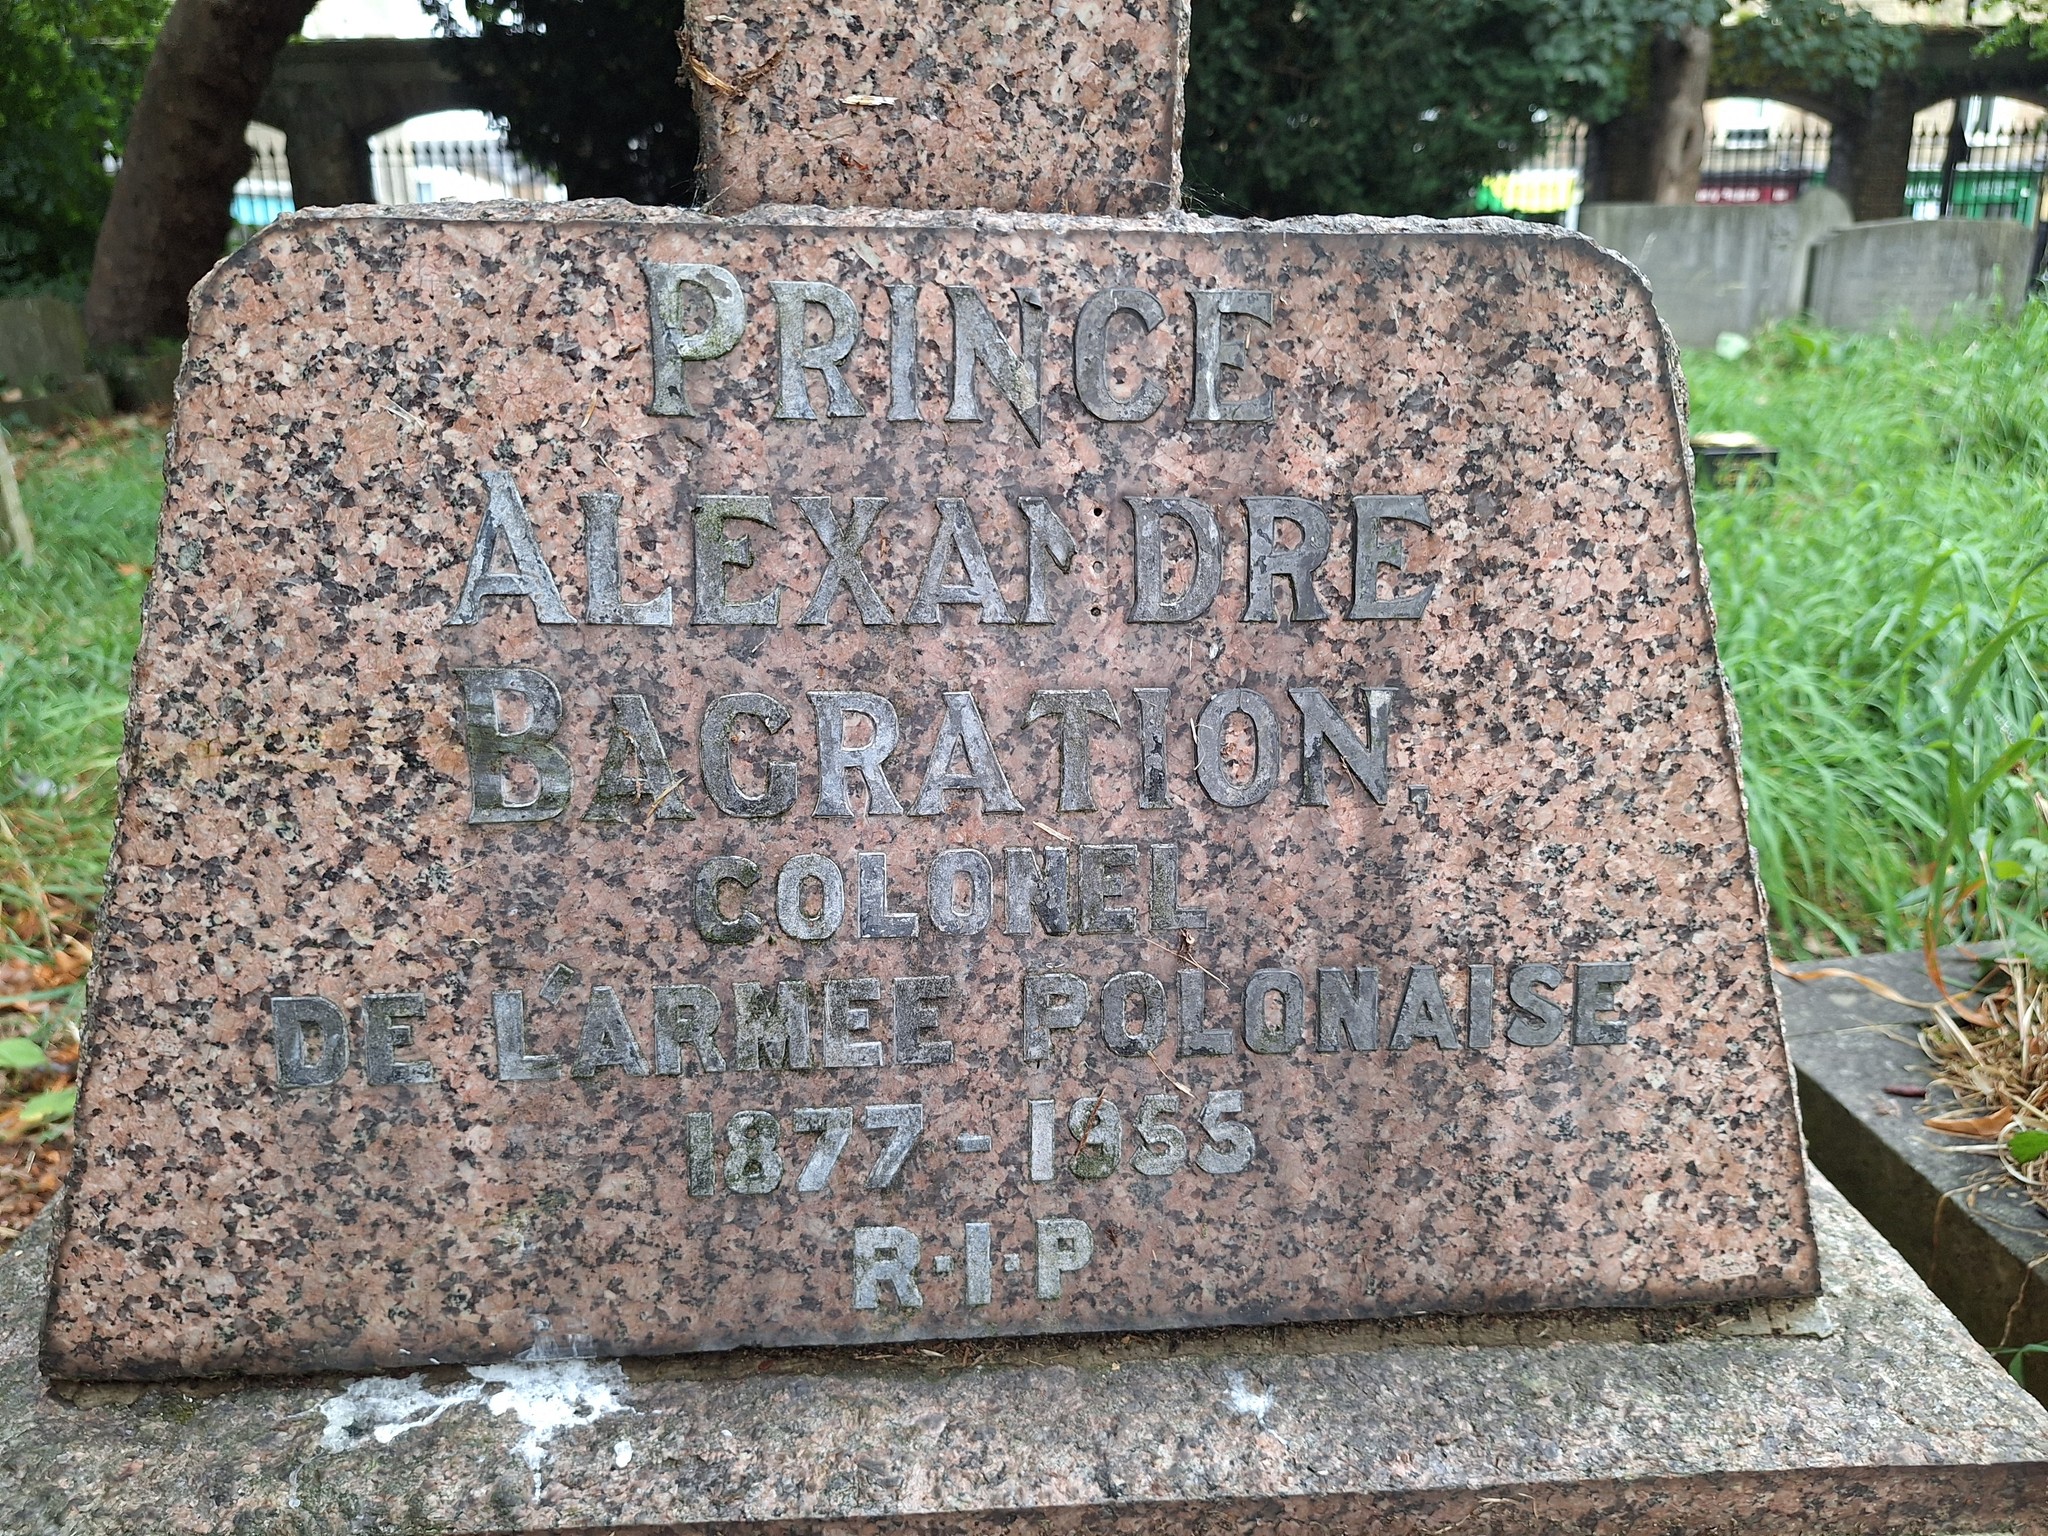 PRINCE
ALEXANDRE
BAGRATION,
COLONEL
DE L'ARMEE POLONAISE
1877 - 1955
R·I·P